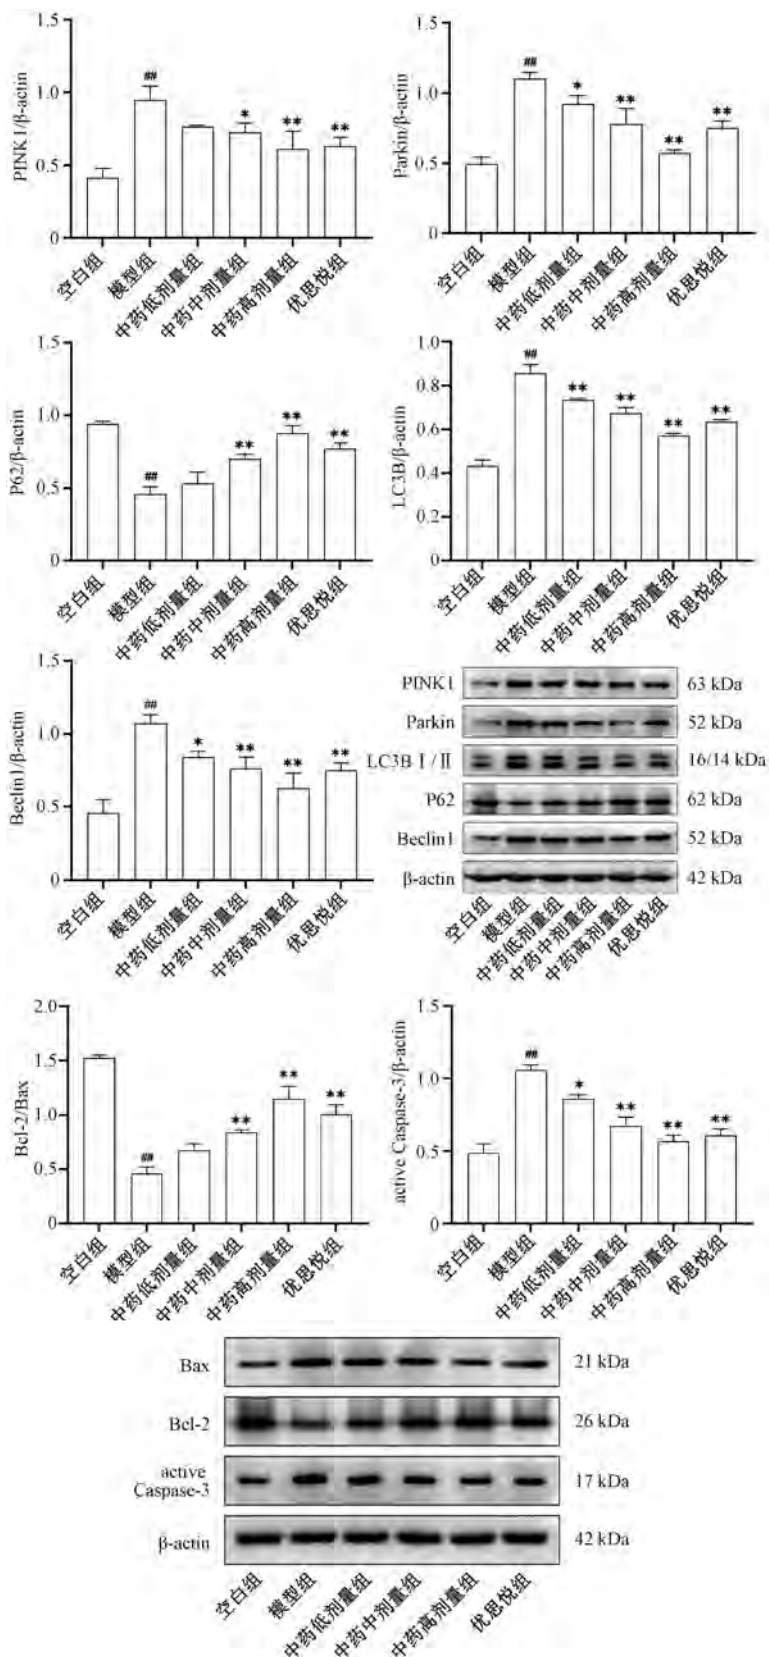 PINK1/β-actin
1.5
1.0
0.5
0
##
*
**
**
空白组
模型组
中药低剂量组
中药中剂量组
中药高剂量组
优思悦组
Parkin/β-actin
1.5
1.0
0.5
0
##
*
**
**
**
空白组
模型组
中药低剂量组
中药中剂量组
中药高剂量组
优思悦组
P62/β-actin
1.5
1.0
0.5
0
##
**
**
**
空白组
模型组
中药低剂量组
中药中剂量组
中药高剂量组
优思悦组
LC3B/β-actin
1.0
0.8
0.6
0.4
0.2
0
##
**
**
**
**
空白组
模型组
中药低剂量组
中药中剂量组
中药高剂量组
优思悦组
Beclin1/β-actin
1.5
1.0
0.5
0
##
*
**
**
**
空白组
模型组
中药低剂量组
中药中剂量组
中药高剂量组
优思悦组
PINK1 63 kDa
Parkin 52 kDa
LC3BⅠ/Ⅱ 16/14 kDa
P62 62 kDa
Beclin1 52 kDa
β-actin 42 kDa
空白组
模型组
中药低剂量组
中药中剂量组
中药高剂量组
优思悦组
Bcl-2/Bax
2.0
1.5
1.0
0.5
0
##
**
**
**
空白组
模型组
中药低剂量组
中药中剂量组
中药高剂量组
优思悦组
active Caspase-3/β-actin
1.5
1.0
0.5
0
##
*
**
**
**
空白组
模型组
中药低剂量组
中药中剂量组
中药高剂量组
优思悦组
Bax 21 kDa
Bcl-2 26 kDa
active
Caspase-3 17 kDa
β-actin 42 kDa
空白组
模型组
中药低剂量组
中药中剂量组
中药高剂量组
优思悦组